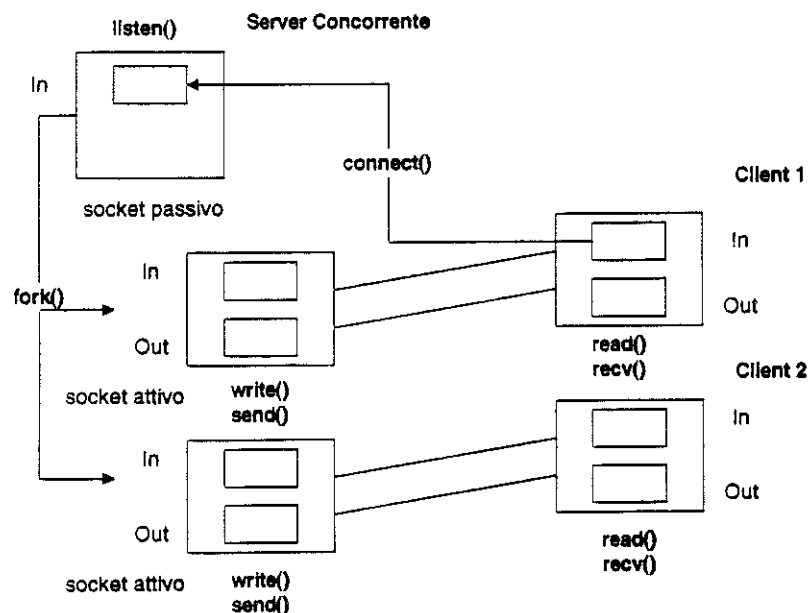 listen()
Server Concorrente
In
connect()
Client 1
socket passivo
In
In
fork()
Out
Out
read()
recv()
socket attivo
write()
send()
Client 2
In
In
Out
Out
read()
recv()
socket attivo
write()
send()